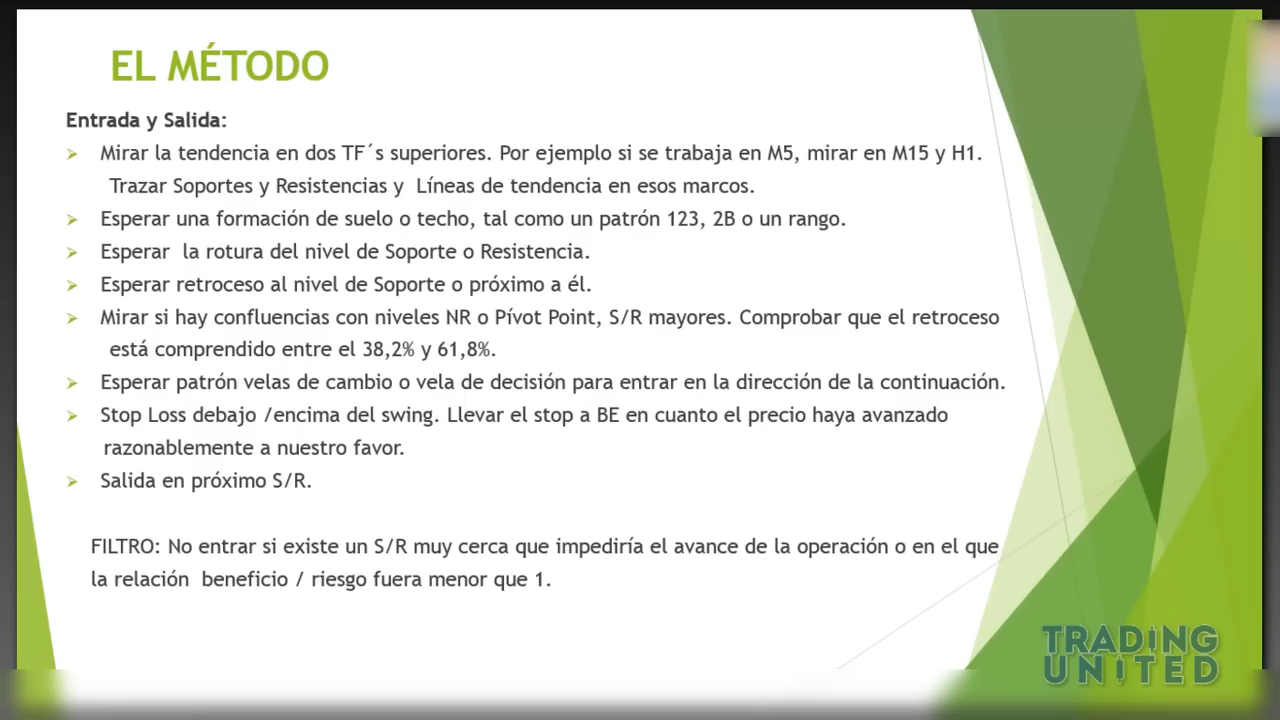 EL MÉTODO
Entrada y Salida:
Mirar la tendencia en dos TF´s superiores. Por ejemplo si se trabaja en M5, mirar en M15 y H1.
Trazar Soportes y Resistencias y Líneas de tendencia en esos marcos.
Esperar una formación de suelo o techo, tal como un patrón 123, 2B o un rango.
Esperar la rotura del nivel de Soporte o Resistencia.
Esperar retroceso al nivel de Soporte o próximo a él.
Mirar si hay confluencias con niveles NR o Pívot Point, S/R mayores. Comprobar que el retroceso
está comprendido entre el 38,2% y 61,8%.
Esperar patrón velas de cambio o vela de decisión para entrar en la dirección de la continuación.
Stop Loss debajo /encima del swing. Llevar el stop a BE en cuanto el precio haya avanzado
razonablemente a nuestro favor.
Salida en próximo S/R.
FILTRO: No entrar si existe un S/R muy cerca que impediría el avance de la operación o en el que
la relación beneficio / riesgo fuera menor que 1.
TRADING
UNITED